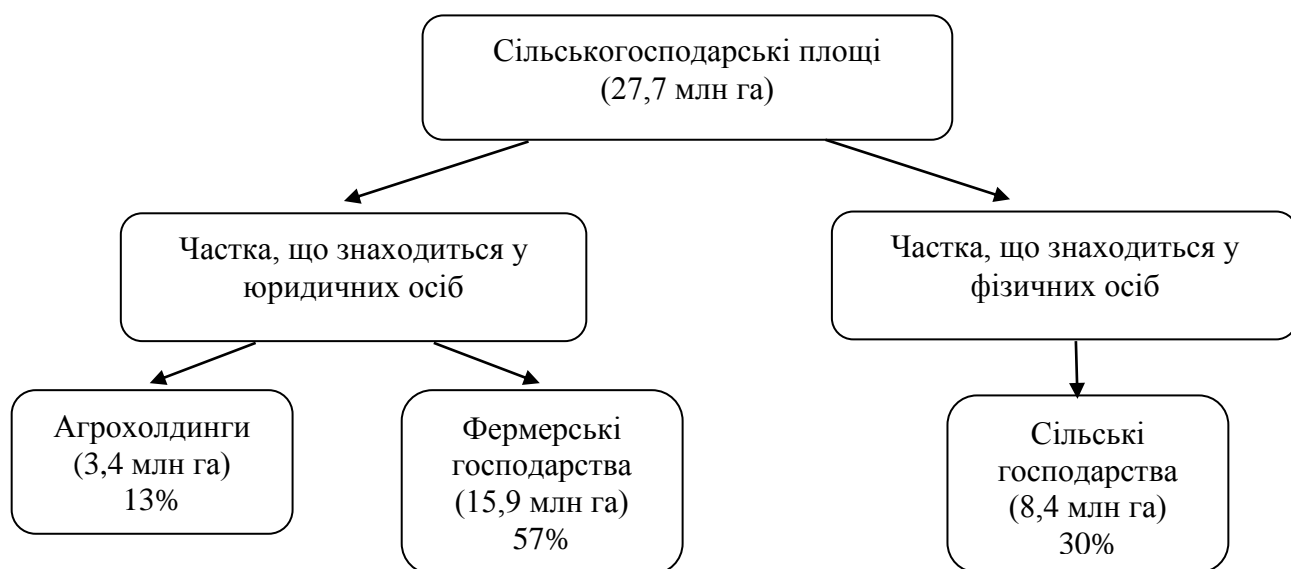 Сільськогосподарські площі
(27,7 млн га)
Частка, що знаходиться у
юридичних осіб
Частка, що знаходиться у
фізичних осіб
Агрохолдинги
(3,4 млн га)
13%
Фермерські
господарства
(15,9 млн га)
57%
Сільські
господарства
(8,4 млн га)
30%